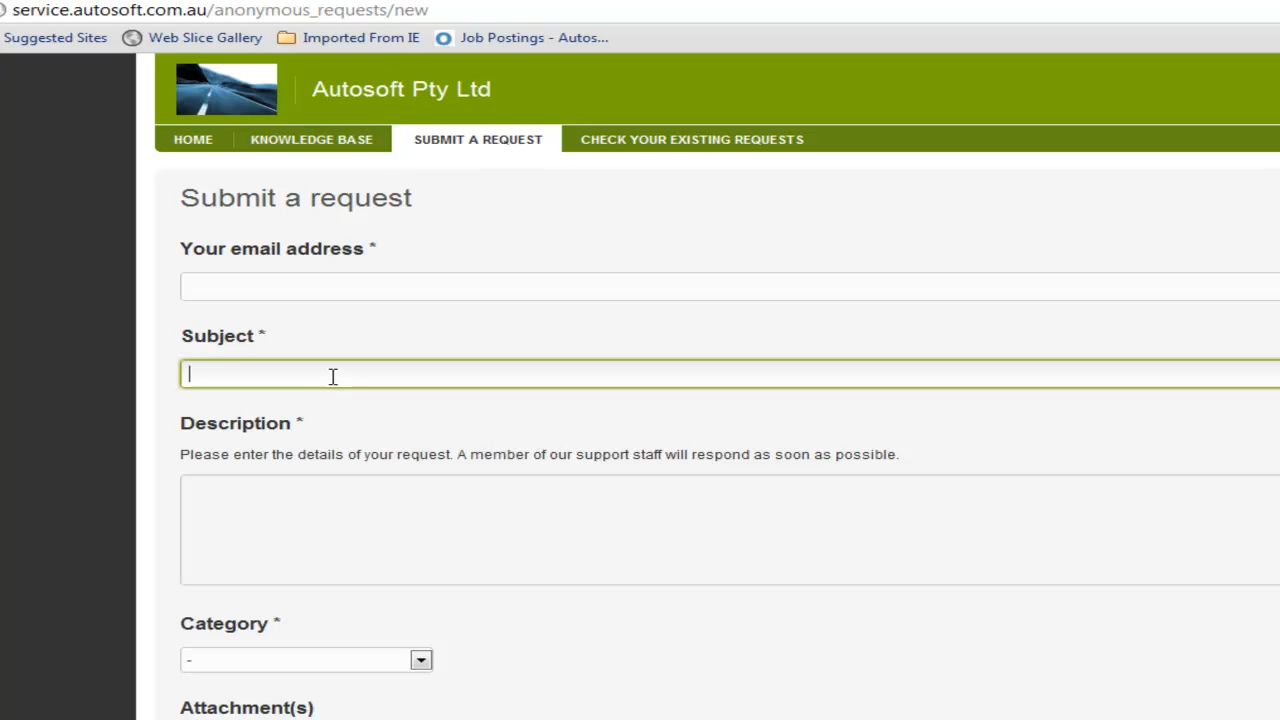 service.autosoft.com.au/anonymous_requests/new
Suggested Sites Web Slice Gallery Imported From IE Job Postings - Autos...
Autosoft Pty Ltd
HOME KNOWLEDGE BASE SUBMIT A REQUEST CHECK YOUR EXISTING REQUESTS
Submit a request
Your email address *
Subject *
Description *
Please enter the details of your request. A member of our support staff will respond as soon as possible.
Category *
-
Attachment(s)